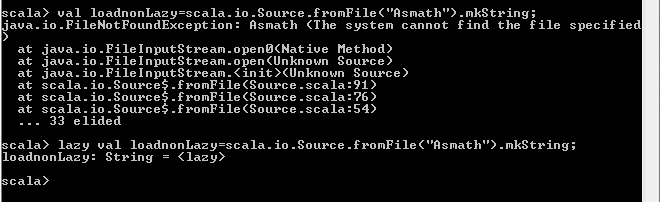 scala> val loadnonLazy=scala.io.Source.fromFile("Asmath").mkString;
java.io.FileNotFoundException: Asmath (The system cannot find the file specified
)
  at java.io.FileInputStream.open0(Native Method)
  at java.io.FileInputStream.open(Unknown Source)
  at java.io.FileInputStream.<init>(Unknown Source)
  at scala.io.Source$.fromFile(Source.scala:91)
  at scala.io.Source$.fromFile(Source.scala:76)
  at scala.io.Source$.fromFile(Source.scala:54)
  ... 33 elided
scala> lazy val loadnonLazy=scala.io.Source.fromFile("Asmath").mkString;
loadnonLazy: String = <lazy>
scala>